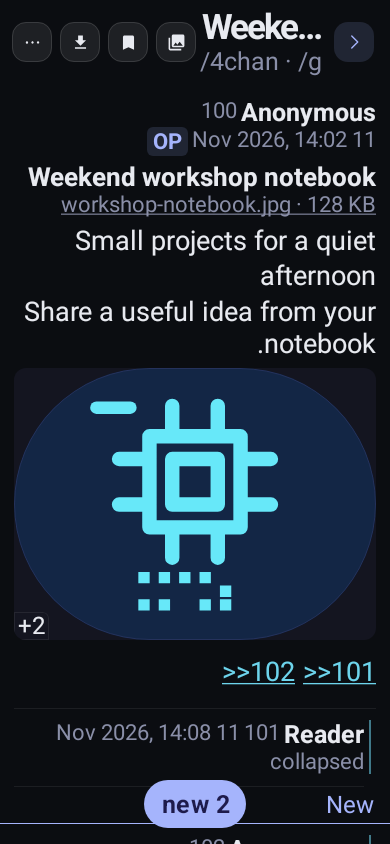 Weeke...
/4chan · /g
100 Anonymous
OP Nov 2026, 14:02 11
Weekend workshop notebook
workshop-notebook.jpg · 128 KB
Small projects for a quiet
afternoon
Share a useful idea from your
.notebook
+2
>>102 >>101
Nov 2026, 14:08 11 101 Reader
collapsed
new 2
New